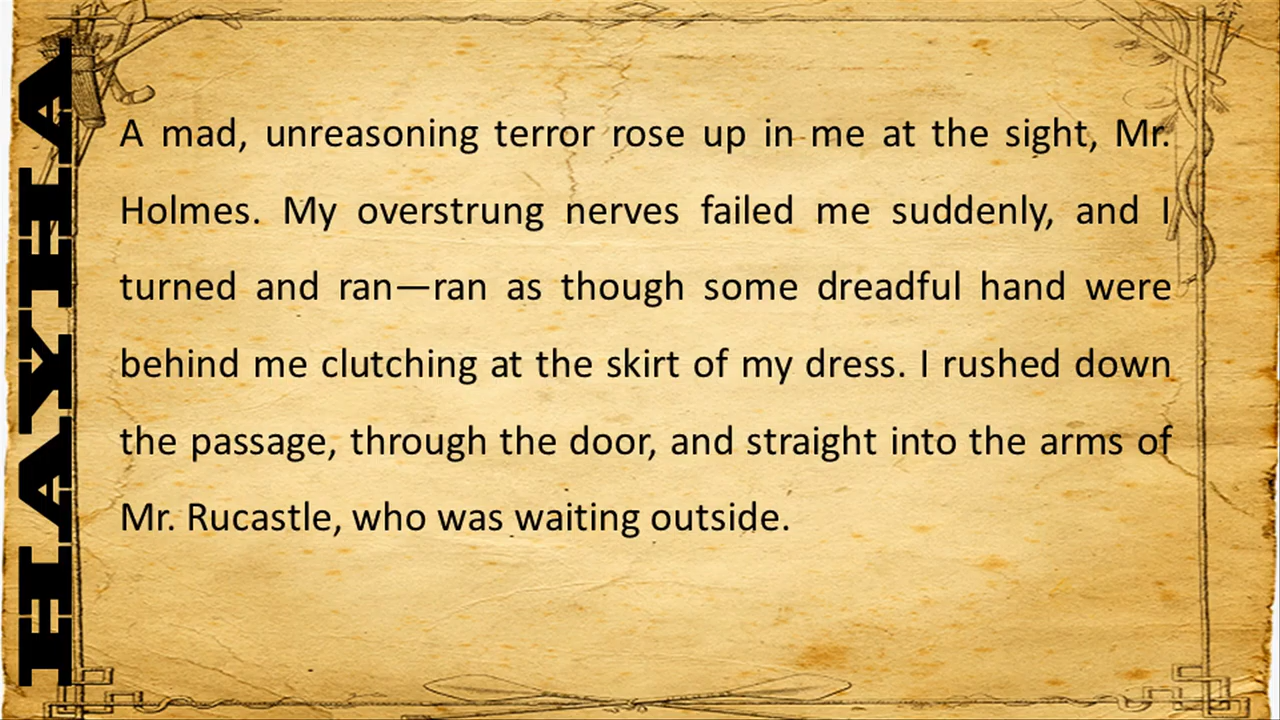 HAYHA
A mad, unreasoning terror rose up in me at the sight, Mr.
Holmes. My overstrung nerves failed me suddenly, and I
turned and ran—ran as though some dreadful hand were
behind me clutching at the skirt of my dress. I rushed down
the passage, through the door, and straight into the arms of
Mr. Rucastle, who was waiting outside.